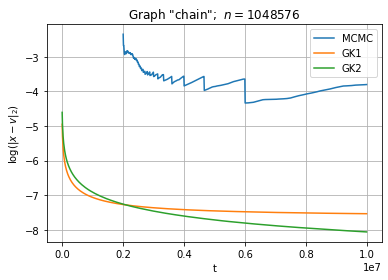 Graph "chain"; n = 1048576
MCMC
GK1
GK2
log(|x − v|₂)
−3
−4
−5
−6
−7
−8
0.0 0.2 0.4 0.6 0.8 1.0
1e7
t